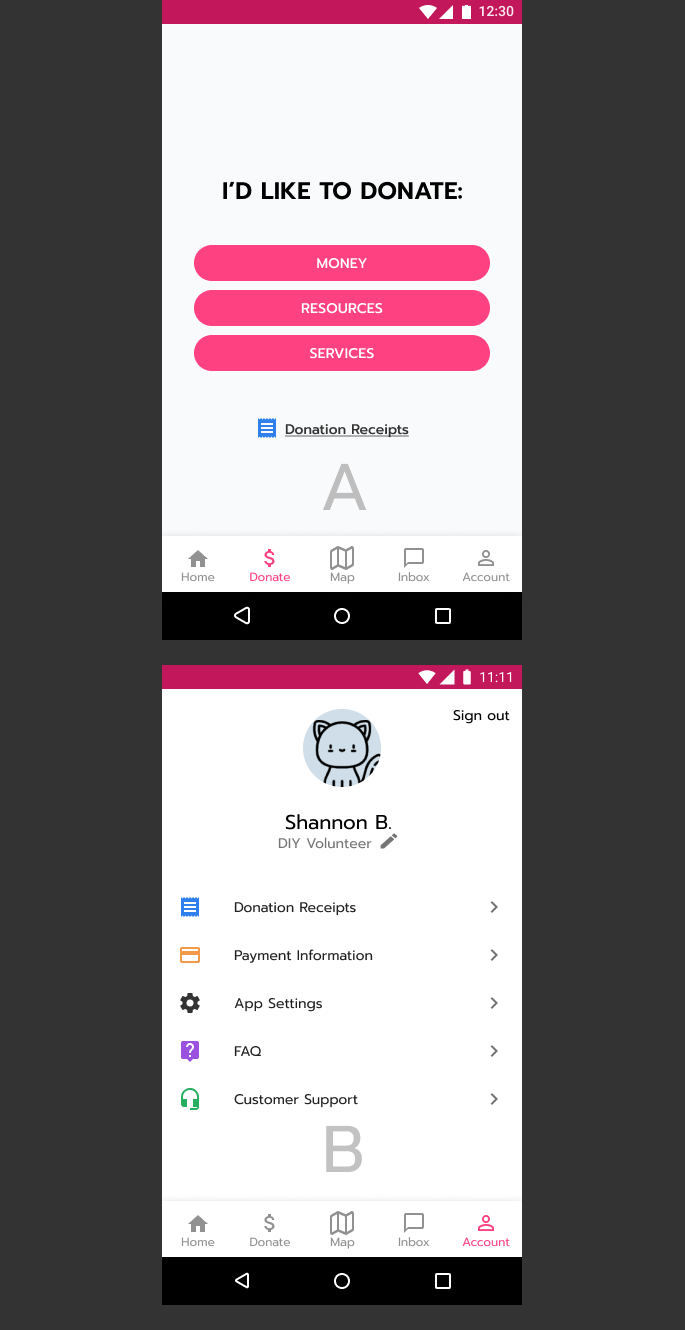 12:30
I’D LIKE TO DONATE:
MONEY
RESOURCES
SERVICES
Donation Receipts
A
Home Donate Map Inbox Account
11:11
Sign out
Shannon B.
DIY Volunteer
Donation Receipts
Payment Information
App Settings
FAQ
Customer Support
B
Home Donate Map Inbox Account